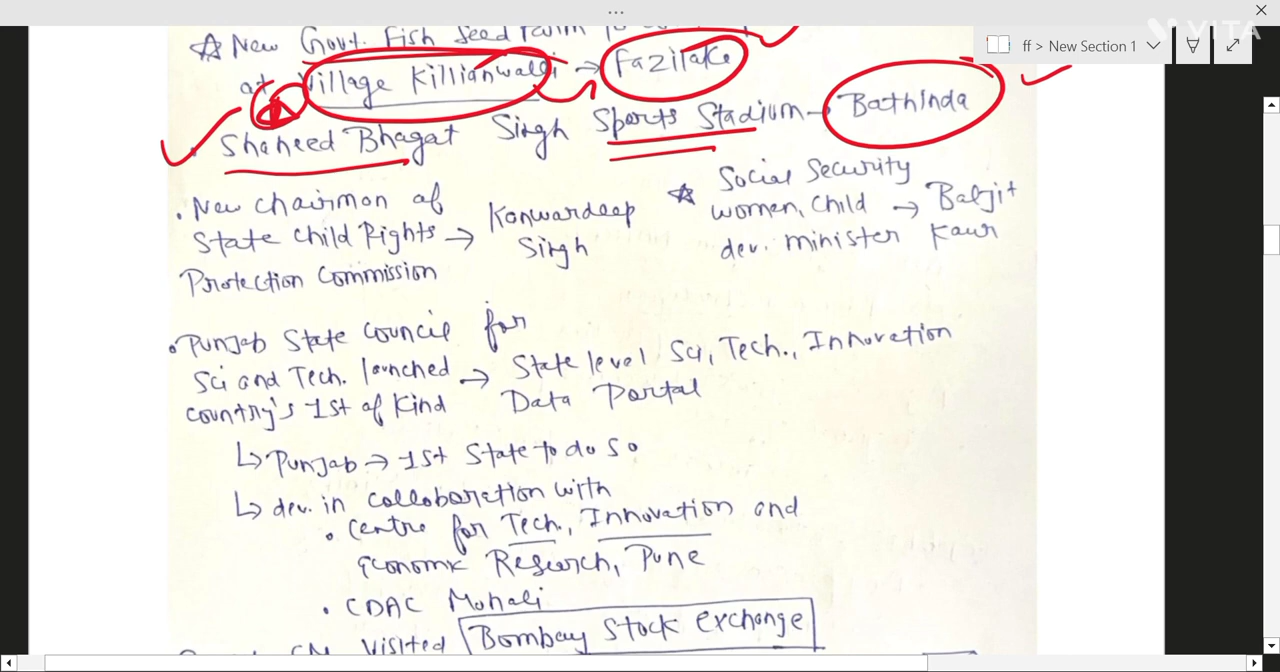 ...
VITA
ff > New Section 1
☆ New Govt. Fish Seed Farm
at Village Killianwali → Fazilake
Shaheed Bhagat Singh Sports Stadium → Bathinda
• New chairman of
State Child Rights → Kanwardeep Singh
Protection Commission
☆ Social Security
women, child → Baljit Kaur
dev. minister
• Punjab State council for
Sci and Tech. launched → State level Sci, Tech., Innovation
country's 1st of Kind Data Portal
↳ Punjab → 1st State to do so
↳ dev. in collaboration with
• Centre for Tech, Innovation and
Economic Research, Pune
• CDAC Mohali
CM visited Bombay Stock exchange